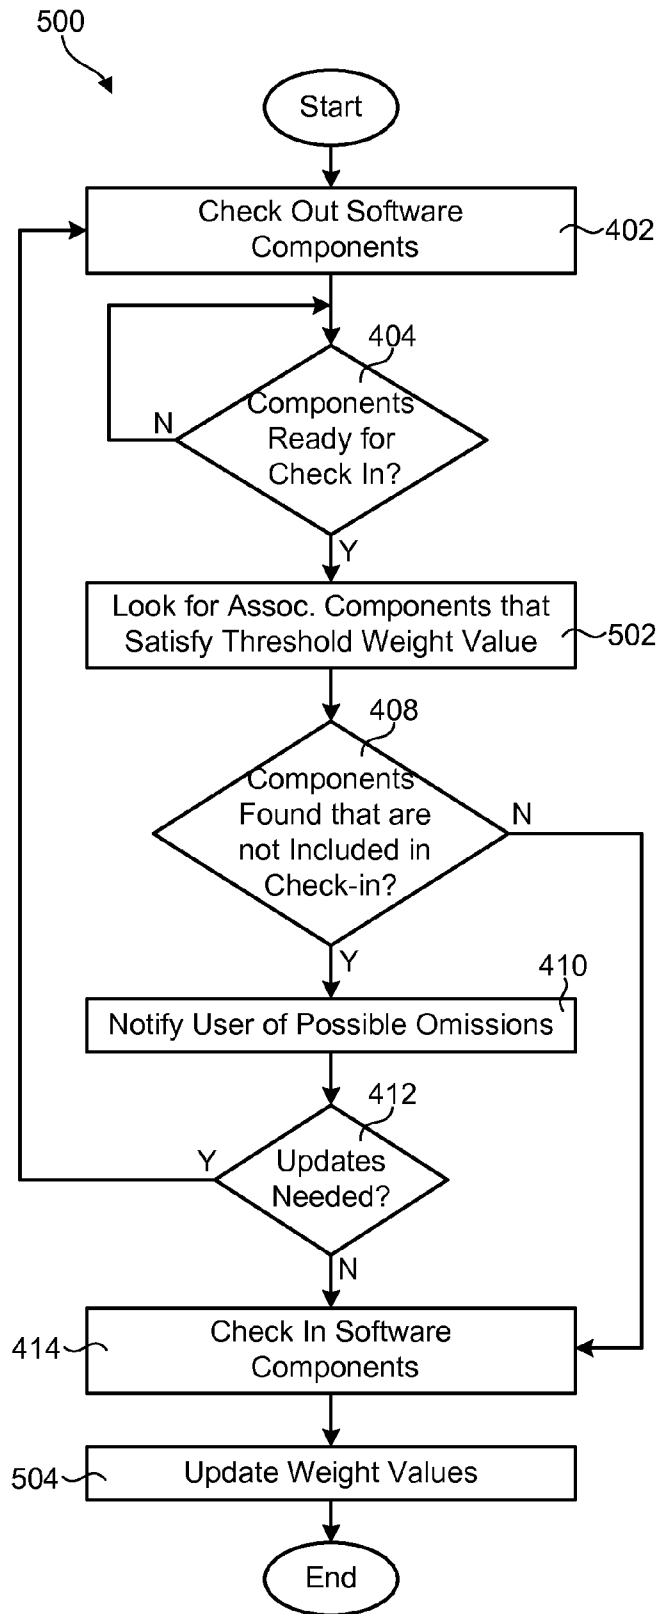 500
Start
Check Out Software
Components
402
404
Components
Ready for
Check In?
N
Y
Look for Assoc. Components that
Satisfy Threshold Weight Value
502
408
Components
Found that are
not Included in
Check-in?
N
Y
410
Notify User of Possible Omissions
412
Updates
Needed?
Y
N
Check In Software
Components
414
Update Weight Values
504
End